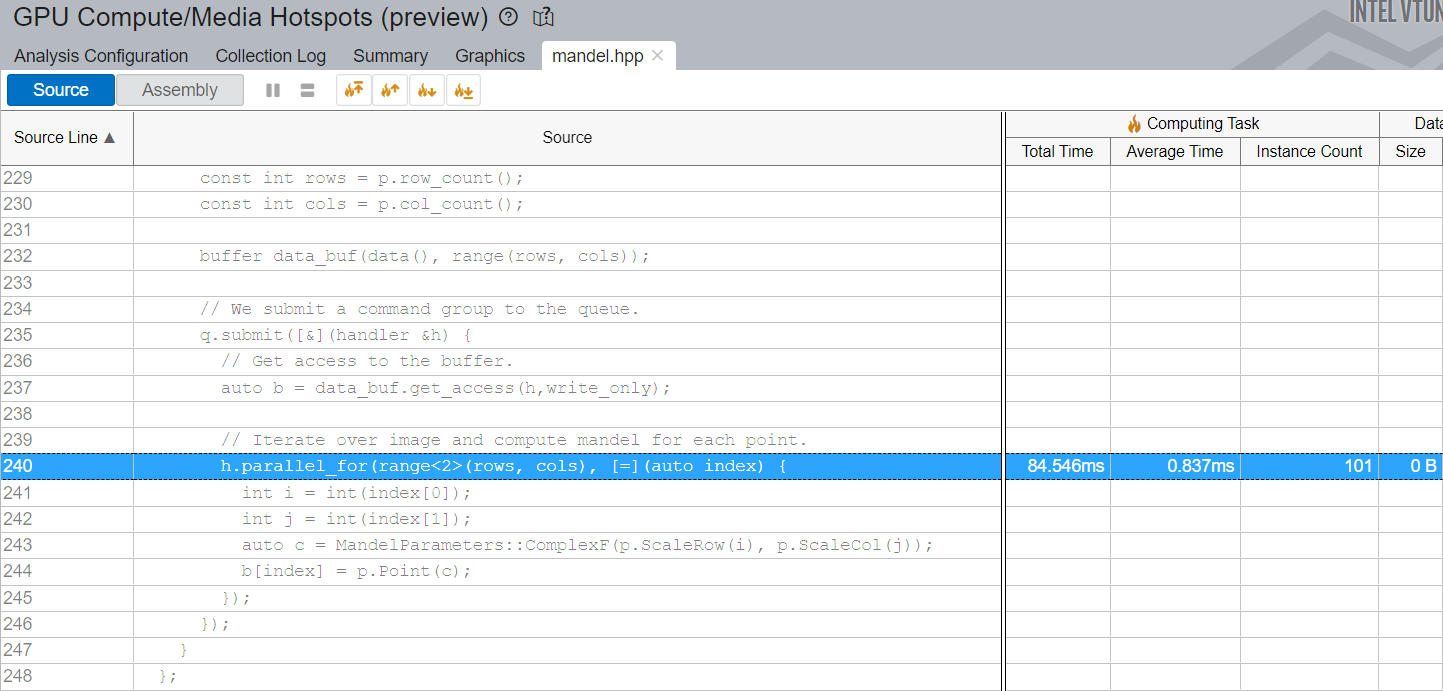 GPU Compute/Media Hotspots (preview)
INTEL VTUN
Analysis Configuration Collection Log Summary Graphics mandel.hpp
Source Assembly
Source Line Source Computing Task Data
Total Time Average Time Instance Count Size
229 const int rows = p.row_count();
230 const int cols = p.col_count();
231
232 buffer data_buf(data(), range(rows, cols));
233
234 // We submit a command group to the queue.
235 q.submit([&](handler &h) {
236 // Get access to the buffer.
237 auto b = data_buf.get_access(h,write_only);
238
239 // Iterate over image and compute mandel for each point.
240 h.parallel_for(range<2>(rows, cols), [=](auto index) { 84.546ms 0.837ms 101 0 B
241 int i = int(index[0]);
242 int j = int(index[1]);
243 auto c = MandelParameters::ComplexF(p.ScaleRow(i), p.ScaleCol(j));
244 b[index] = p.Point(c);
245 });
246 });
247 }
248 };